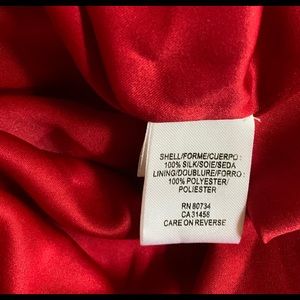 SHELL/FORME/CUERPO :
100% SILK/SOIE/SEDA
LINING/DOUBLURE/FORRO :
100% POLYESTER/
POLIESTER
RN 80734
CA 31458
CARE ON REVERSE